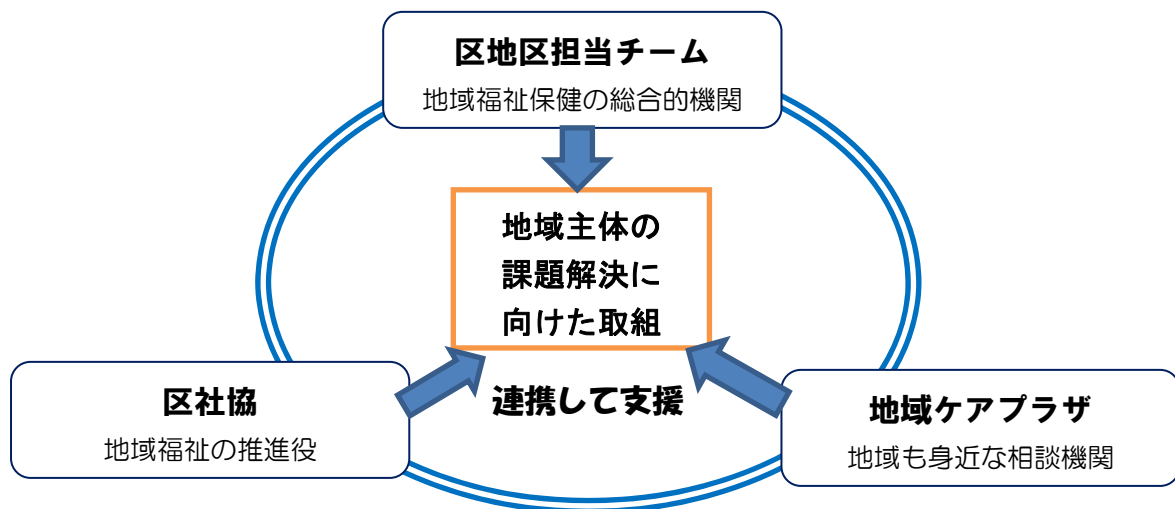 区地区担当チーム
地域福祉保健の総合的機関
地域主体の
課題解決に
向けた取組
連携して支援
区社協
地域福祉の推進役
地域ケアプラザ
地域も身近な相談機関